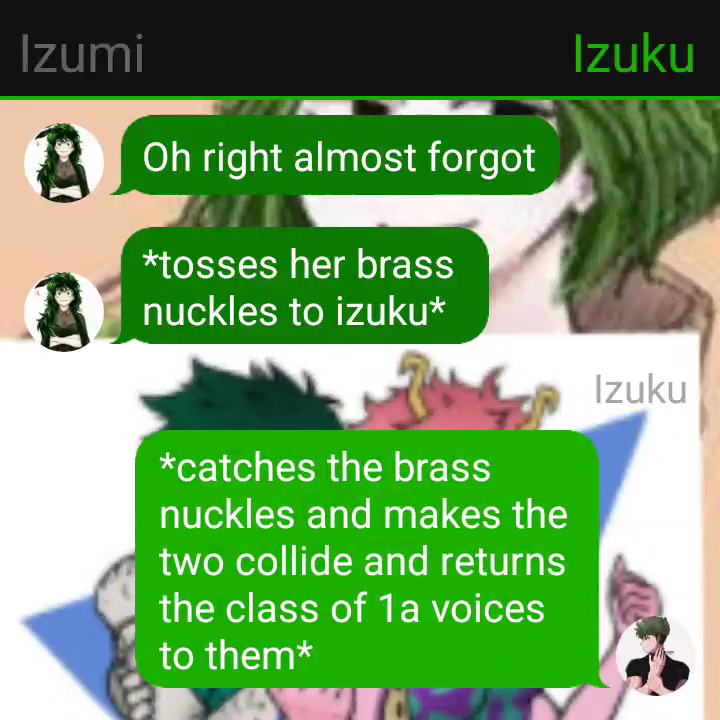 Izumi
Izuku
Oh right almost forgot
*tosses her brass
nuckles to izuku*
Izuku
*catches the brass
nuckles and makes the
two collide and returns
the class of 1a voices
to them*